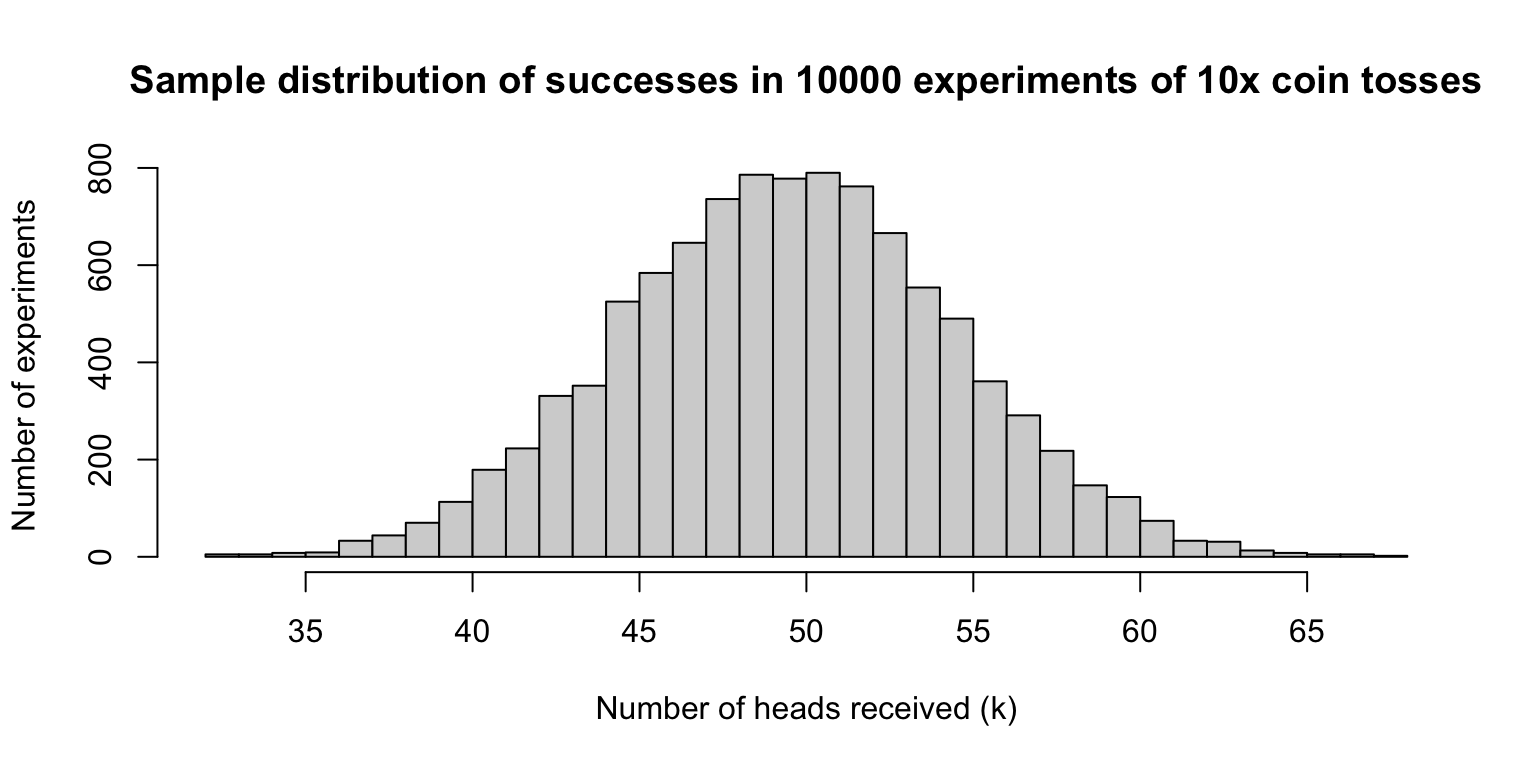 Sample distribution of successes in 10000 experiments of 10x coin tosses
Number of experiments
800
600
400
200
0
35 40 45 50 55 60 65
Number of heads received (k)